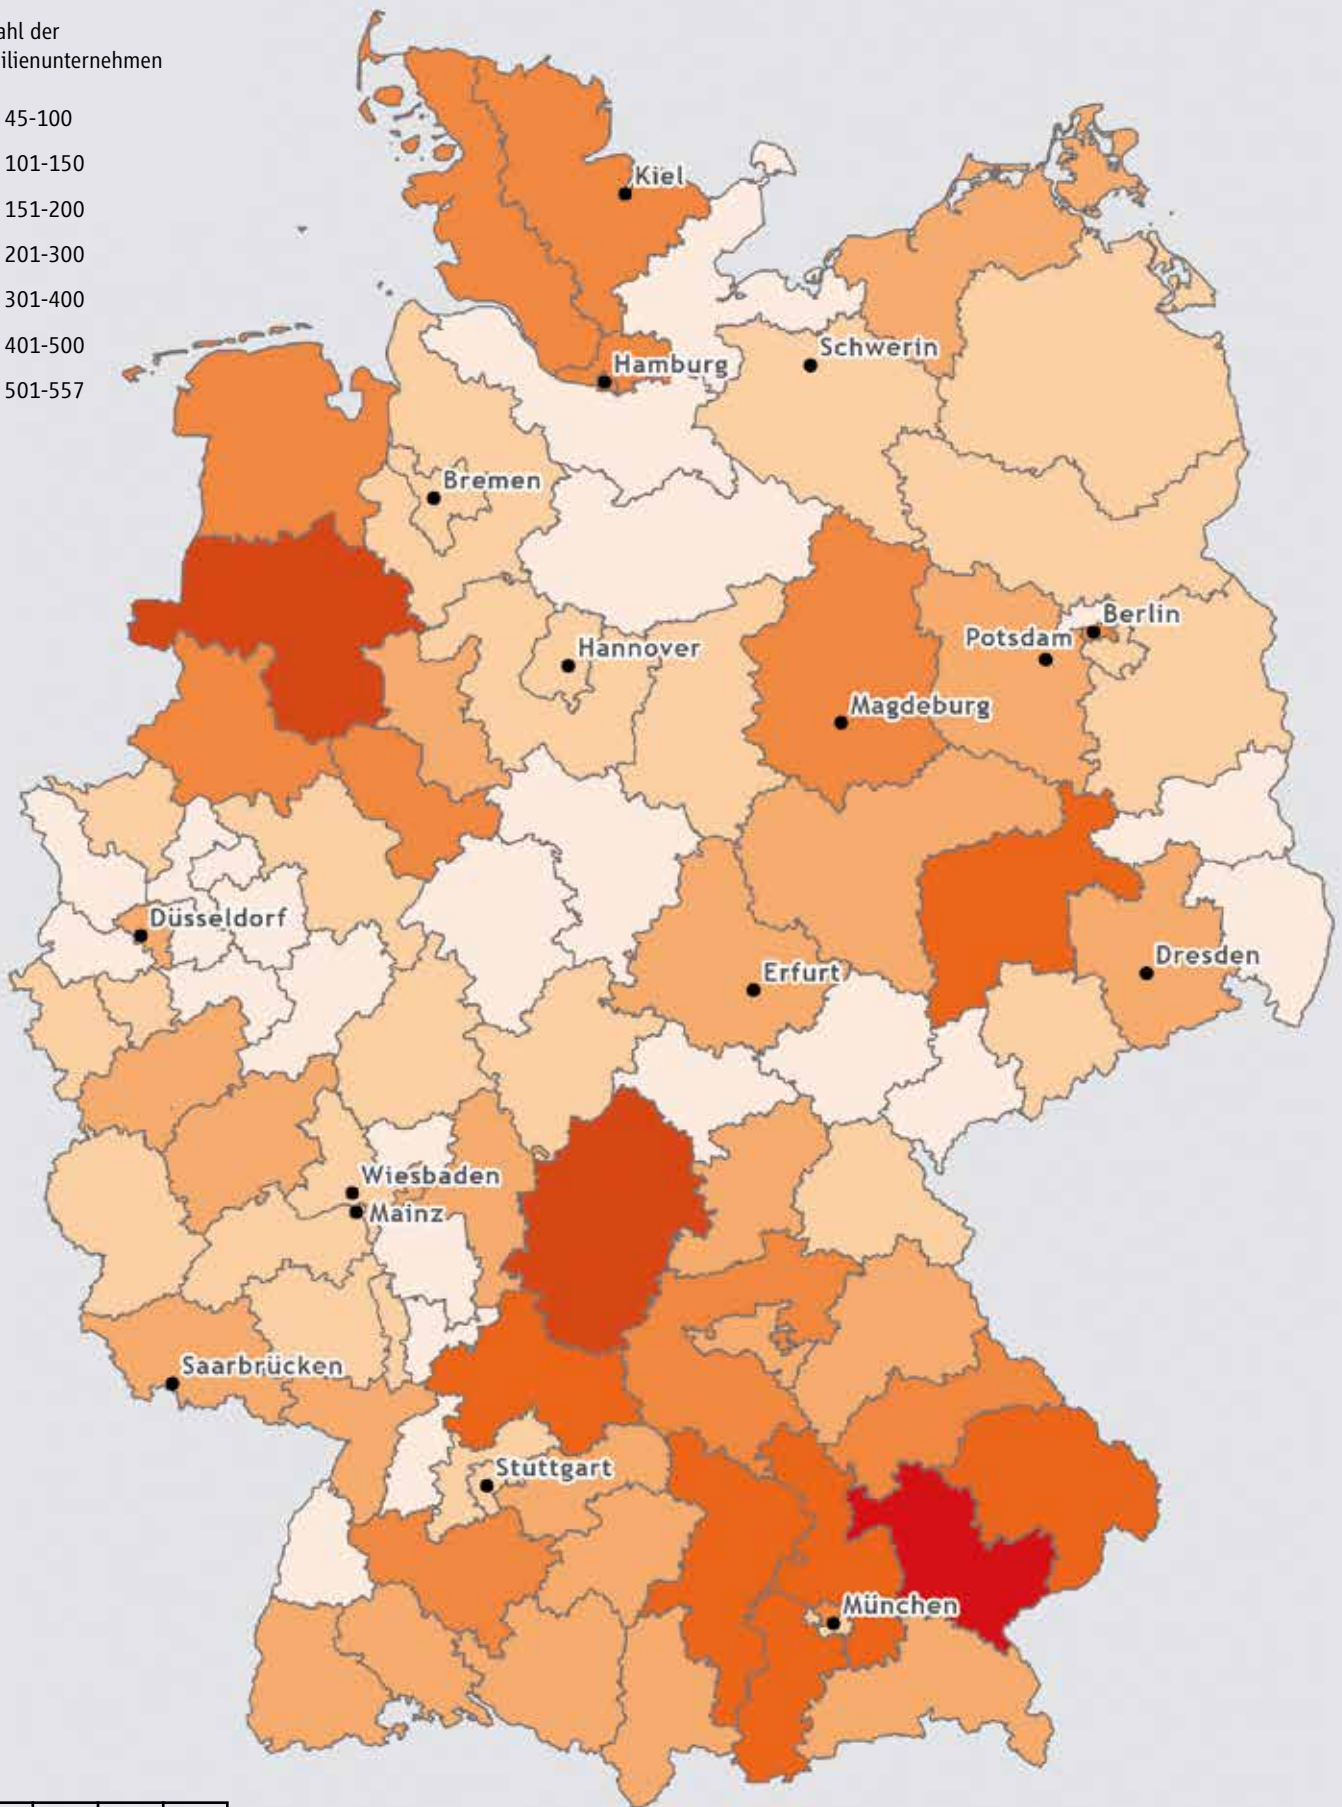 ahl der
ilienunternehmen
45-100
101-150
151-200
201-300
301-400
401-500
501-557
Kiel
Hamburg
Schwerin
Bremen
Berlin
Hannover
Potsdam
Magdeburg
Düsseldorf
Erfurt
Dresden
Wiesbaden
Mainz
Saarbrücken
Stuttgart
München